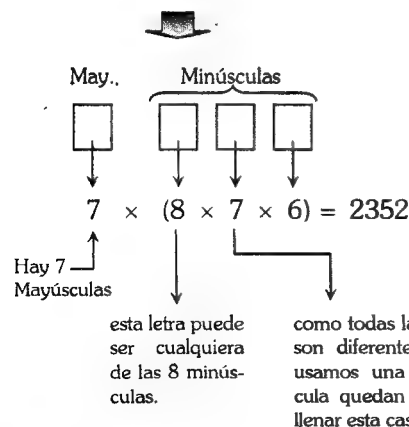 May., Minúsculas
7 × (8 × 7 × 6) = 2352
Hay 7
Mayúsculas
esta letra puede
ser cualquiera
de las 8 minús-
culas.
como todas la
son diferente
usamos una
cula quedan
llenar esta cas